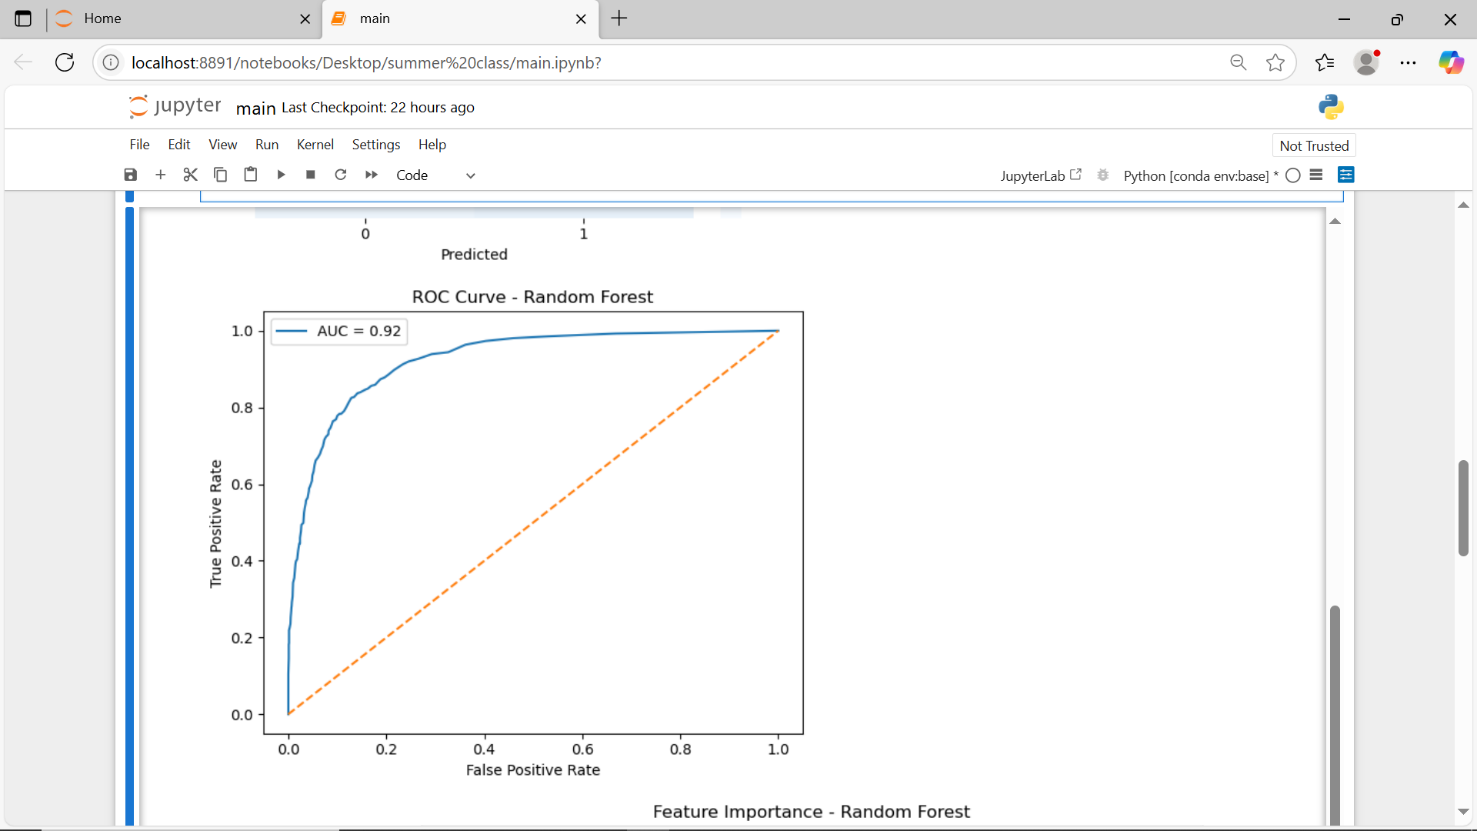 Home
main
localhost:8891/notebooks/Desktop/summer%20class/main.ipynb?
jupyter main Last Checkpoint: 22 hours ago
File Edit View Run Kernel Settings Help
Not Trusted
Code
JupyterLab
Python [conda env:base] *
0 1
Predicted
ROC Curve - Random Forest
AUC = 0.92
1.0
0.8
0.6
0.4
0.2
0.0
True Positive Rate
0.0 0.2 0.4 0.6 0.8 1.0
False Positive Rate
Feature Importance - Random Forest